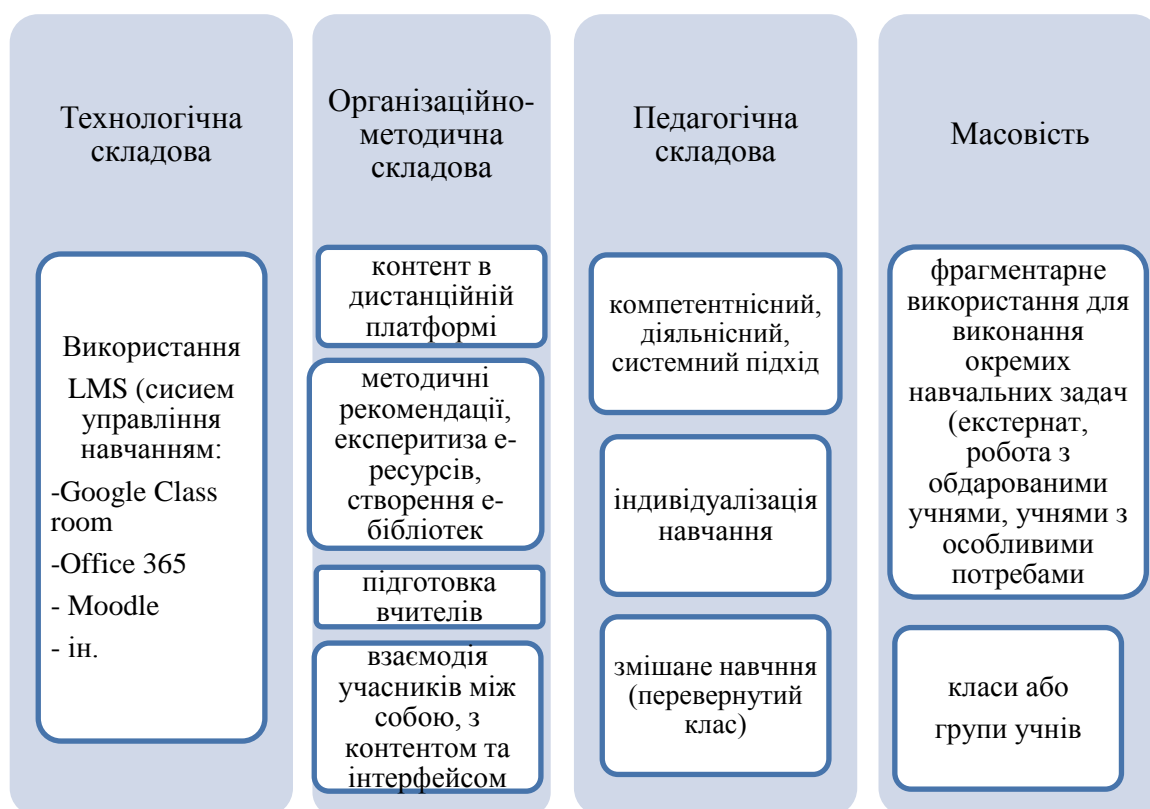 Технологічна
складова
Використання
LMS (сисием
управління
навчанням:
-Google Class
room
-Office 365
- Moodle
- ін.
Організаційно-
методична
складова
контент в
дистанційній
платформі
методичні
рекомендації,
експеритиза е-
ресурсів,
створення е-
бібліотек
підготовка
вчителів
взаємодія
учасників між
собою, з
контентом та
інтерфейсом
Педагогічна
складова
компетентнісний,
діяльнісний,
системний підхід
індивідуалізація
навчання
змішане навчння
(перевернутий
клас)
Масовість
фрагментарне
використання для
виконання
окремих
навчальних задач
(екстернат,
робота з
обдарованими
учнями, учнями з
особливими
потребами
класи або
групи учнів